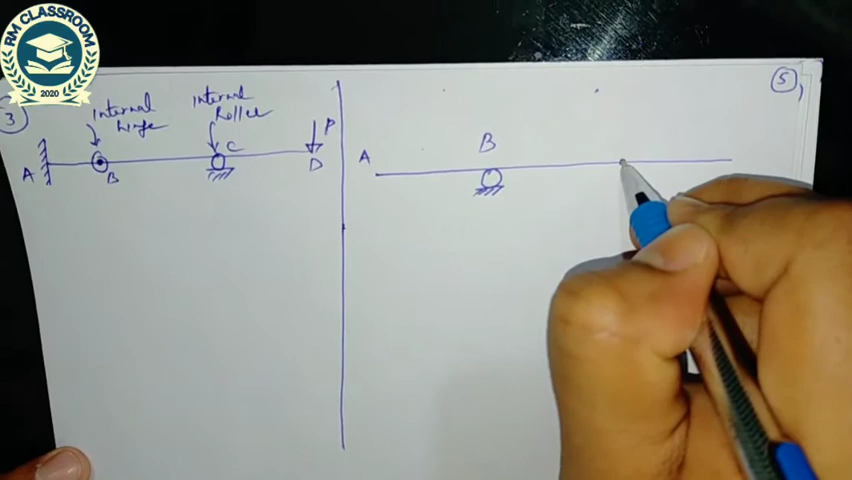 RM CLASSROOM
2020
3
Internal
hinge
A
B
Internal
Roller
C
P
D
5
A
B